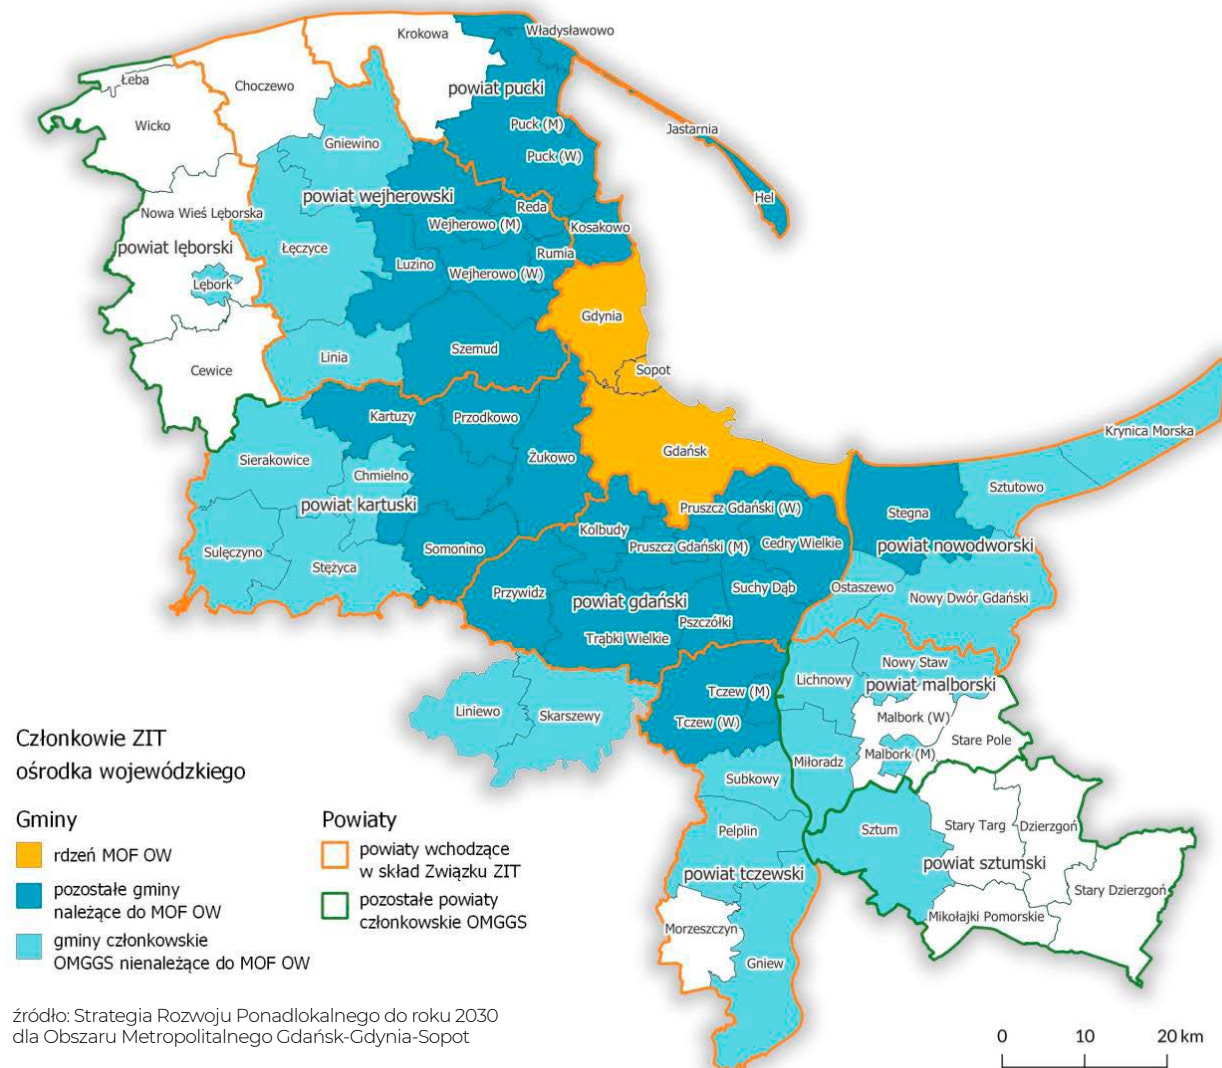 Władysławowo
Krokowa
Łeba
Choczewo
powiat pucki
Wicko
Puck (M)
Jastarnia
Gniewino
Puck (W)
powiat wejherowski
Hel
Nowa Wieś Lęborska
Reda
Wejherowo (M)
Kosakowo
powiat lęborski
Łęczyce
Rumia
Luzino
Wejherowo (W)
Lębork
Gdynia
Linia
Szemud
Cewice
Sopot
Kartuzy
Przodkowo
Krynica Morska
Gdańsk
Sierakowice
Żukowo
Chmielno
Sztutowo
powiat kartuski
Pruszcz Gdański (W)
Stegna
Kolbudy
Sulęczyno
Somonino
Pruszcz Gdański (M)
Cedry Wielkie
powiat nowodworski
Stężyca
Przywidz
Suchy Dąb
Ostaszewo
Nowy Dwór Gdański
powiat gdański
Pszczółki
Trąbki Wielkie
Nowy Staw
Lichnowy
powiat malborski
Tczew (M)
Liniewo
Skarszewy
Tczew (W)
Malbork (W)
Stare Pole
Malbork (M)
Miłoradz
Subkowy
Pelplin
Sztum
Stary Targ
Dzierzgoń
powiat sztumski
powiat tczewski
Stary Dzierzgoń
Mikołajki Pomorskie
Morzeszczyn
Gniew
Członkowie ZIT
ośrodka wojewódzkiego
Gminy
rdzeń MOF OW
pozostałe gminy
należące do MOF OW
gminy członkowskie
OMGGS nienależące do MOF OW
Powiaty
powiaty wchodzące
w skład Związku ZIT
pozostałe powiaty
członkowskie OMGGS
źródło: Strategia Rozwoju Ponadlokalnego do roku 2030
dla Obszaru Metropolitalnego Gdańsk-Gdynia-Sopot
0 10 20 km